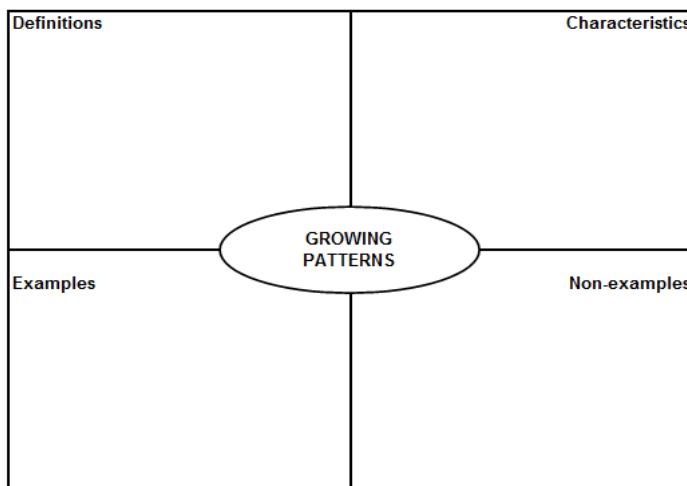 Definitions
Characteristics
GROWING
PATTERNS
Examples
Non-examples